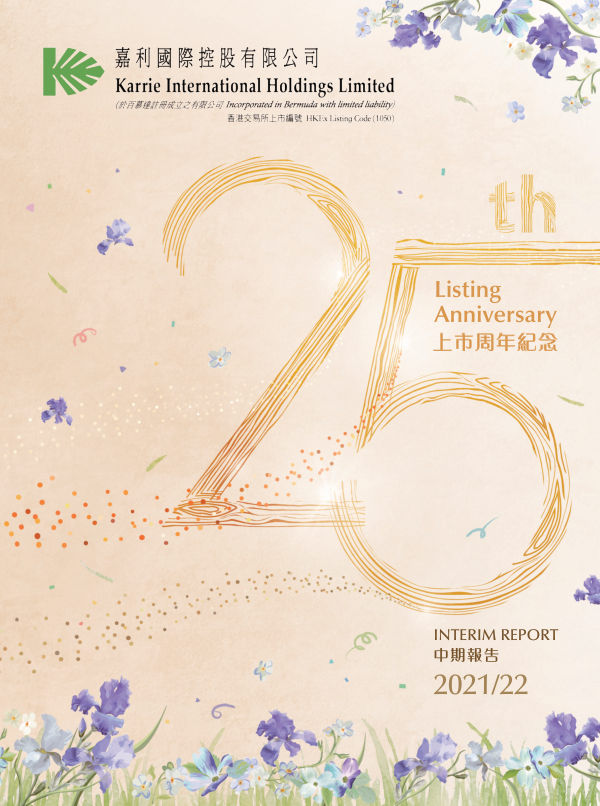 嘉利國際控股有限公司
Karrie International Holdings Limited
(於百慕達註冊成立之有限公司 Incorporated in Bermuda with limited liability)
香港交易所上市編號 HKEx Listing Code (1050)
25th
Listing
Anniversary
上市周年紀念
INTERIM REPORT
中期報告
2021/22